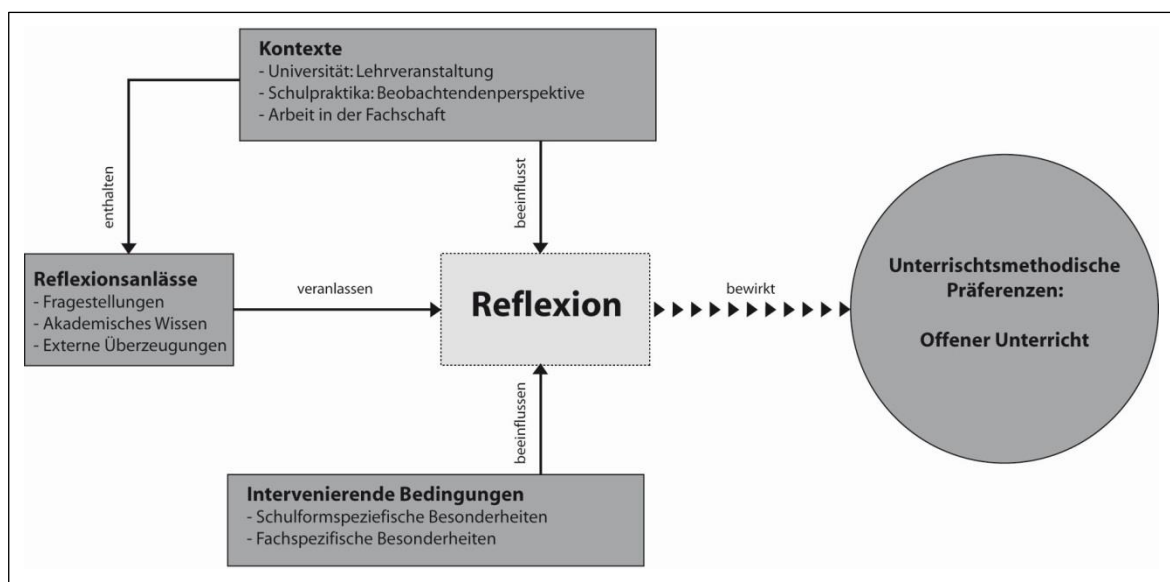 Kontexte
- Universität: Lehrveranstaltung
- Schulpraktika: Beobachtendenperspektive
- Arbeit in der Fachschaft
enthalten
beeinflusst
Reflexionsanlässe
- Fragestellungen
- Akademisches Wissen
- Externe Überzeugungen
veranlassen
Reflexion
bewirkt
Unterrischtsmethodische
Präferenzen:
Offener Unterricht
beeinflussen
Intervenierende Bedingungen
- Schulformspeziefische Besonderheiten
- Fachspezifische Besonderheiten